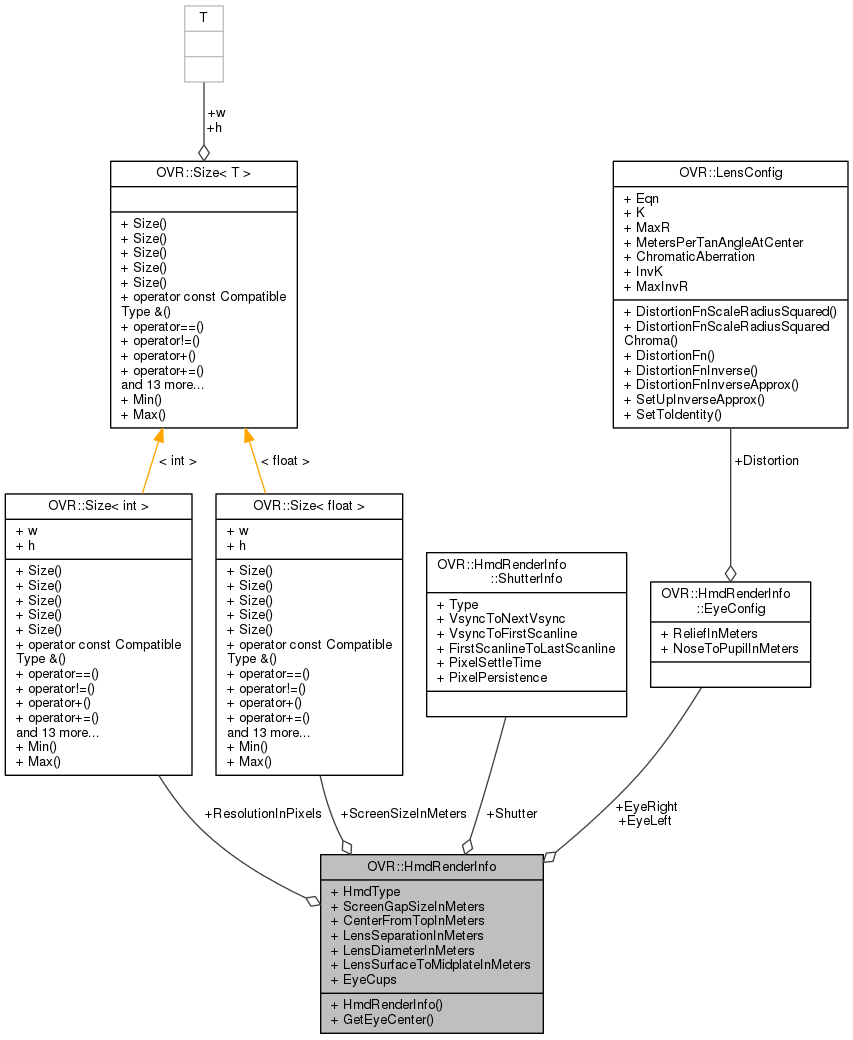 T
+w
+h
OVR::Size< T >
+ Size()
+ Size()
+ Size()
+ Size()
+ Size()
+ operator const Compatible
Type &()
+ operator==()
+ operator!=()
+ operator+()
+ operator+=()
and 13 more...
+ Min()
+ Max()
OVR::LensConfig
+ Eqn
+ K
+ MaxR
+ MetersPerTanAngleAtCenter
+ ChromaticAberration
+ InvK
+ MaxInvR
+ DistortionFnScaleRadiusSquared()
+ DistortionFnScaleRadiusSquared
Chroma()
+ DistortionFn()
+ DistortionFnInverse()
+ DistortionFnInverseApprox()
+ SetUpInverseApprox()
+ SetToIdentity()
< int >
< float >
+Distortion
OVR::Size< int >
+ w
+ h
+ Size()
+ Size()
+ Size()
+ Size()
+ Size()
+ operator const Compatible
Type &()
+ operator==()
+ operator!=()
+ operator+()
+ operator+=()
and 13 more...
+ Min()
+ Max()
OVR::Size< float >
+ w
+ h
+ Size()
+ Size()
+ Size()
+ Size()
+ Size()
+ operator const Compatible
Type &()
+ operator==()
+ operator!=()
+ operator+()
+ operator+=()
and 13 more...
+ Min()
+ Max()
OVR::HmdRenderInfo
::ShutterInfo
+ Type
+ VsyncToNextVsync
+ VsyncToFirstScanline
+ FirstScanlineToLastScanline
+ PixelSettleTime
+ PixelPersistence
OVR::HmdRenderInfo
::EyeConfig
+ ReliefInMeters
+ NoseToPupilInMeters
+ResolutionInPixels
+ScreenSizeInMeters
+Shutter
+EyeRight
+EyeLeft
OVR::HmdRenderInfo
+ HmdType
+ ScreenGapSizeInMeters
+ CenterFromTopInMeters
+ LensSeparationInMeters
+ LensDiameterInMeters
+ LensSurfaceToMidplateInMeters
+ EyeCups
+ HmdRenderInfo()
+ GetEyeCenter()